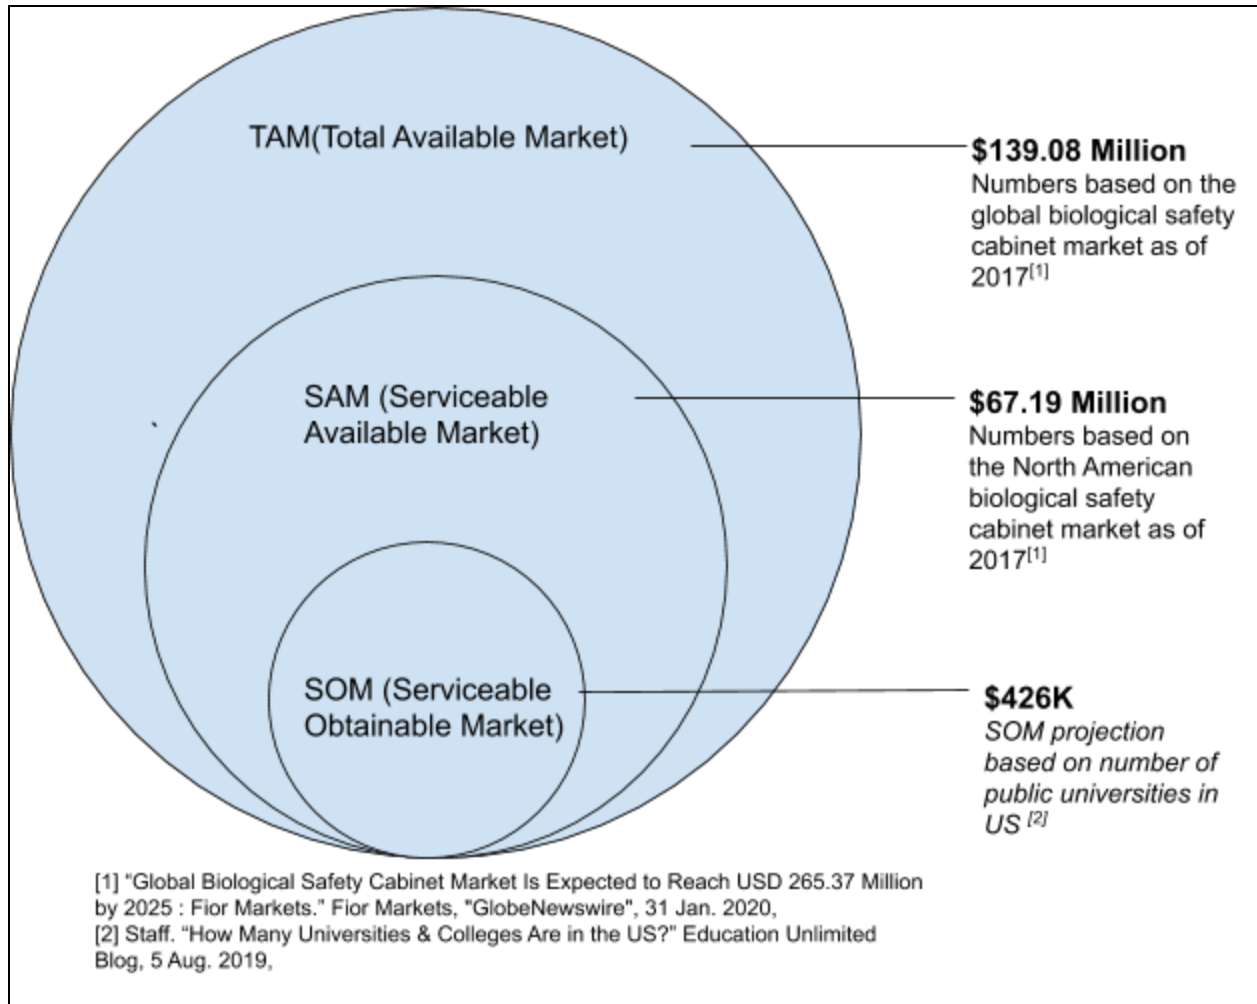 TAM(Total Available Market)
$139.08 Million
Numbers based on the
global biological safety
cabinet market as of
2017[1]
SAM (Serviceable
Available Market)
$67.19 Million
Numbers based on
the North American
biological safety
cabinet market as of
2017[1]
SOM (Serviceable
Obtainable Market)
$426K
SOM projection
based on number of
public universities in
US [2]
[1] “Global Biological Safety Cabinet Market Is Expected to Reach USD 265.37 Million
by 2025 : Fior Markets.” Fior Markets, "GlobeNewswire", 31 Jan. 2020,
[2] Staff. “How Many Universities & Colleges Are in the US?” Education Unlimited
Blog, 5 Aug. 2019,